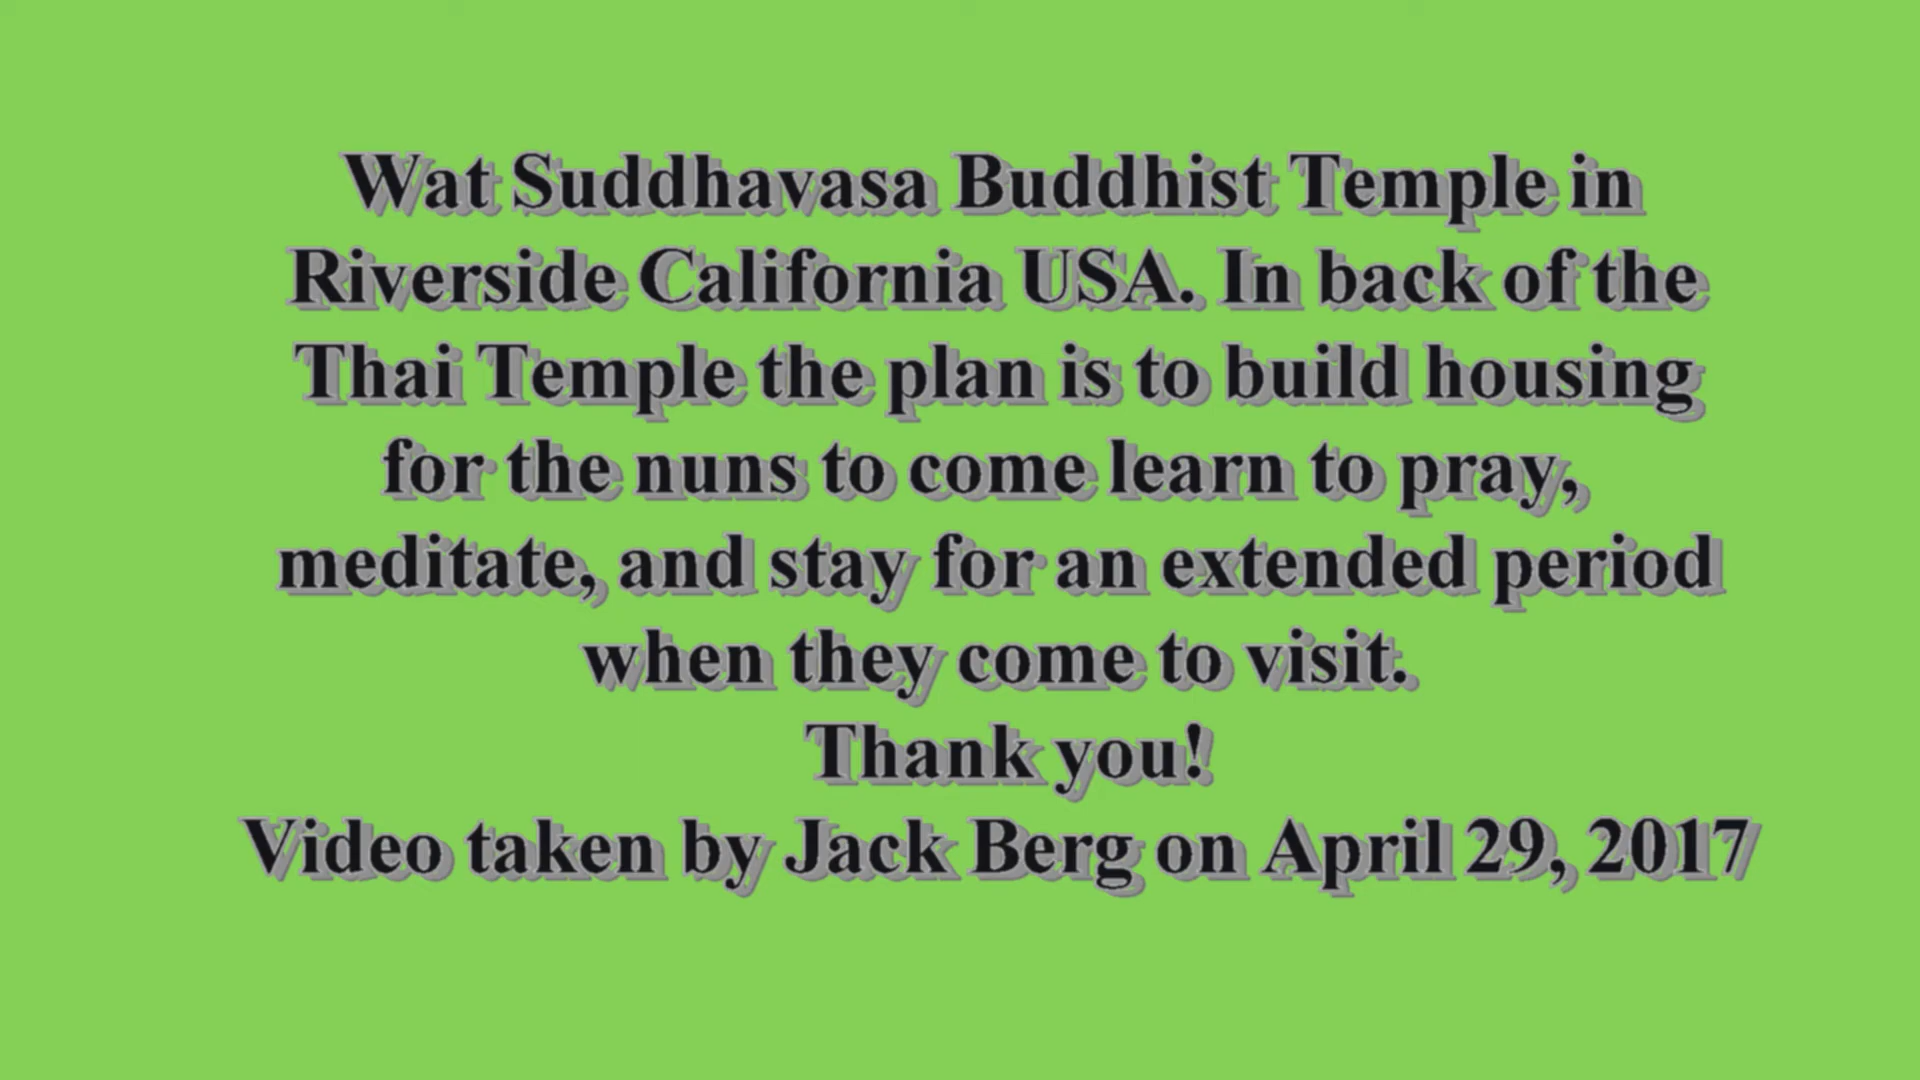 Wat Suddhavasa Buddhist Temple in
Riverside California USA. In back of the
Thai Temple the plan is to build housing
for the nuns to come learn to pray,
meditate, and stay for an extended period
when they come to visit.
Thank you!
Video taken by Jack Berg on April 29, 2017